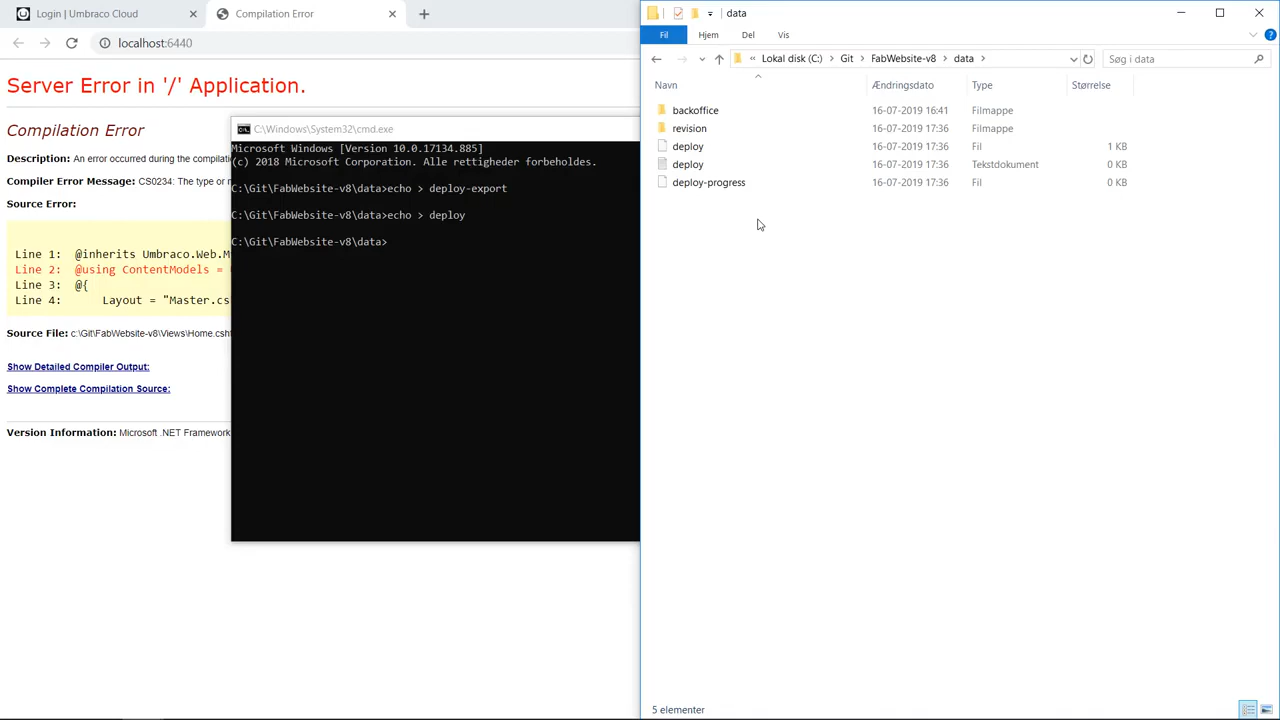 Login | Umbraco Cloud
Compilation Error
localhost:6440
Server Error in '/' Application.
Compilation Error
Description: An error occurred during the compilati
Compiler Error Message: CS0234: The type or n
Source Error:
Line 1: @inherits Umbraco.Web.M
Line 2: @using ContentModels =
Line 3: @{
Line 4: Layout = "Master.cs
Source File: c:\Git\FabWebsite-v8\Views\Home.csht
Show Detailed Compiler Output:
Show Complete Compilation Source:
Version Information: Microsoft .NET Framework
C:\Windows\System32\cmd.exe
Microsoft Windows [Version 10.0.17134.885]
(c) 2018 Microsoft Corporation. Alle rettigheder forbeholdes.
C:\Git\FabWebsite-v8\data>echo > deploy-export
C:\Git\FabWebsite-v8\data>echo > deploy
C:\Git\FabWebsite-v8\data>
data
Fil Hjem Del Vis
« Lokal disk (C:) > Git > FabWebsite-v8 > data >
Søg i data
Navn Ændringsdato Type Størrelse
backoffice 16-07-2019 16:41 Filmappe
revision 16-07-2019 17:36 Filmappe
deploy 16-07-2019 17:36 Fil 1 KB
deploy 16-07-2019 17:36 Tekstdokument 0 KB
deploy-progress 16-07-2019 17:36 Fil 0 KB
5 elementer